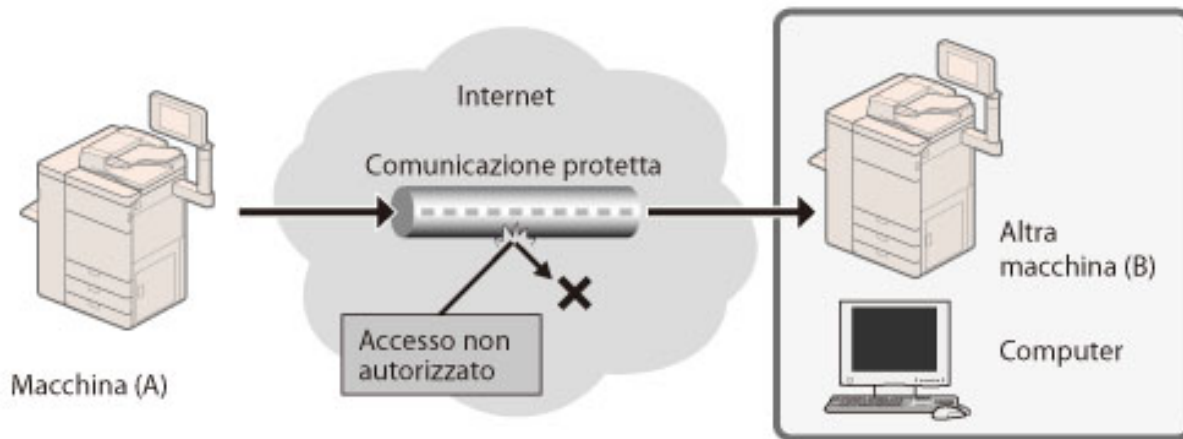 Internet
Comunicazione protetta
Accesso non
autorizzato
Macchina (A)
Altra
macchina (B)
Computer